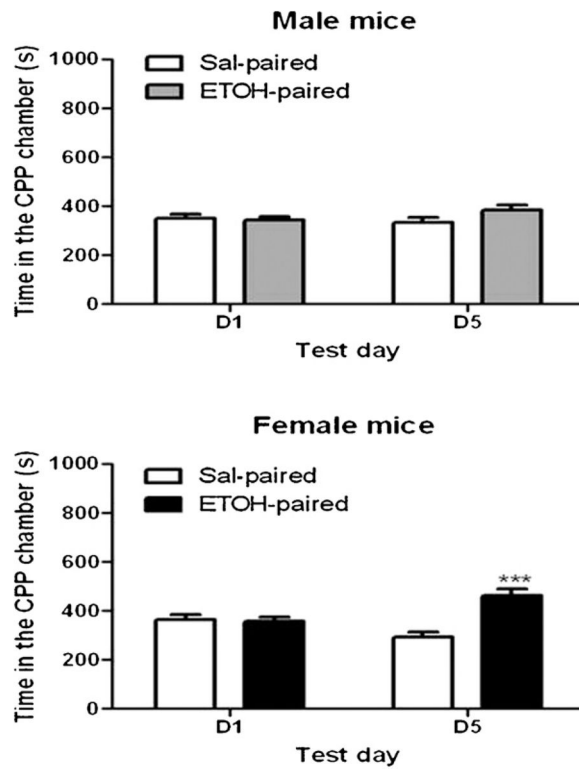 Male mice
Time in the CPP chamber (s)
1000
800
600
400
200
0
Sal-paired
ETOH-paired
D1
D5
Test day
Female mice
Time in the CPP chamber (s)
1000
800
600
400
200
0
Sal-paired
ETOH-paired
***
D1
D5
Test day